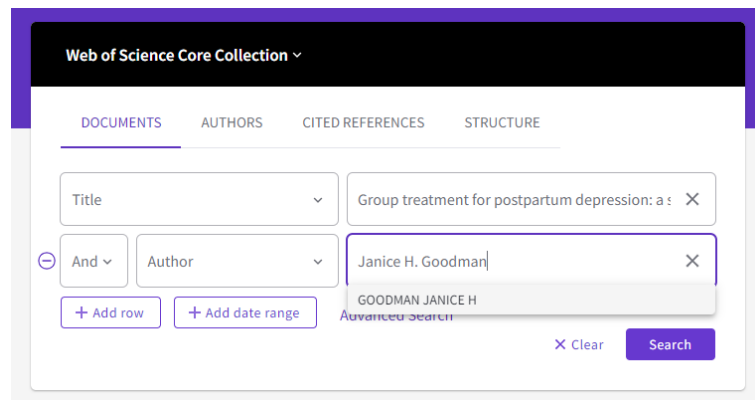 Web of Science Core Collection
DOCUMENTS AUTHORS CITED REFERENCES STRUCTURE
Title Group treatment for postpartum depression: a s
And Author Janice H. Goodman
GOODMAN JANICE H
+ Add row + Add date range Advanced Search
× Clear Search